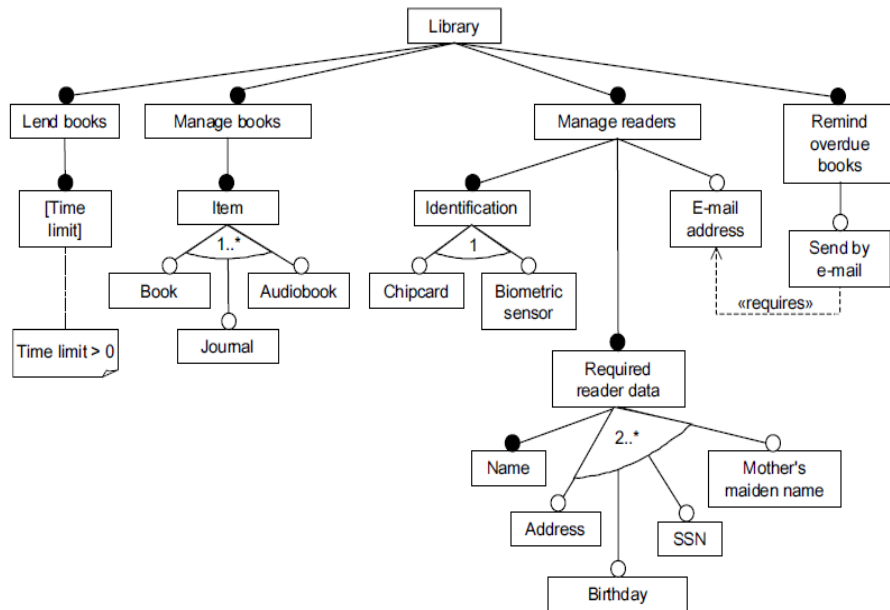 Library
Lend books
Manage books
Manage readers
Remind
overdue
books
[Time
limit]
Item
Identification
E-mail
address
1..*
1
Send by
e-mail
Book
Audiobook
Chipcard
Biometric
sensor
«requires»
Journal
Time limit > 0
Required
reader data
2..*
Name
Mother's
maiden name
Address
SSN
Birthday